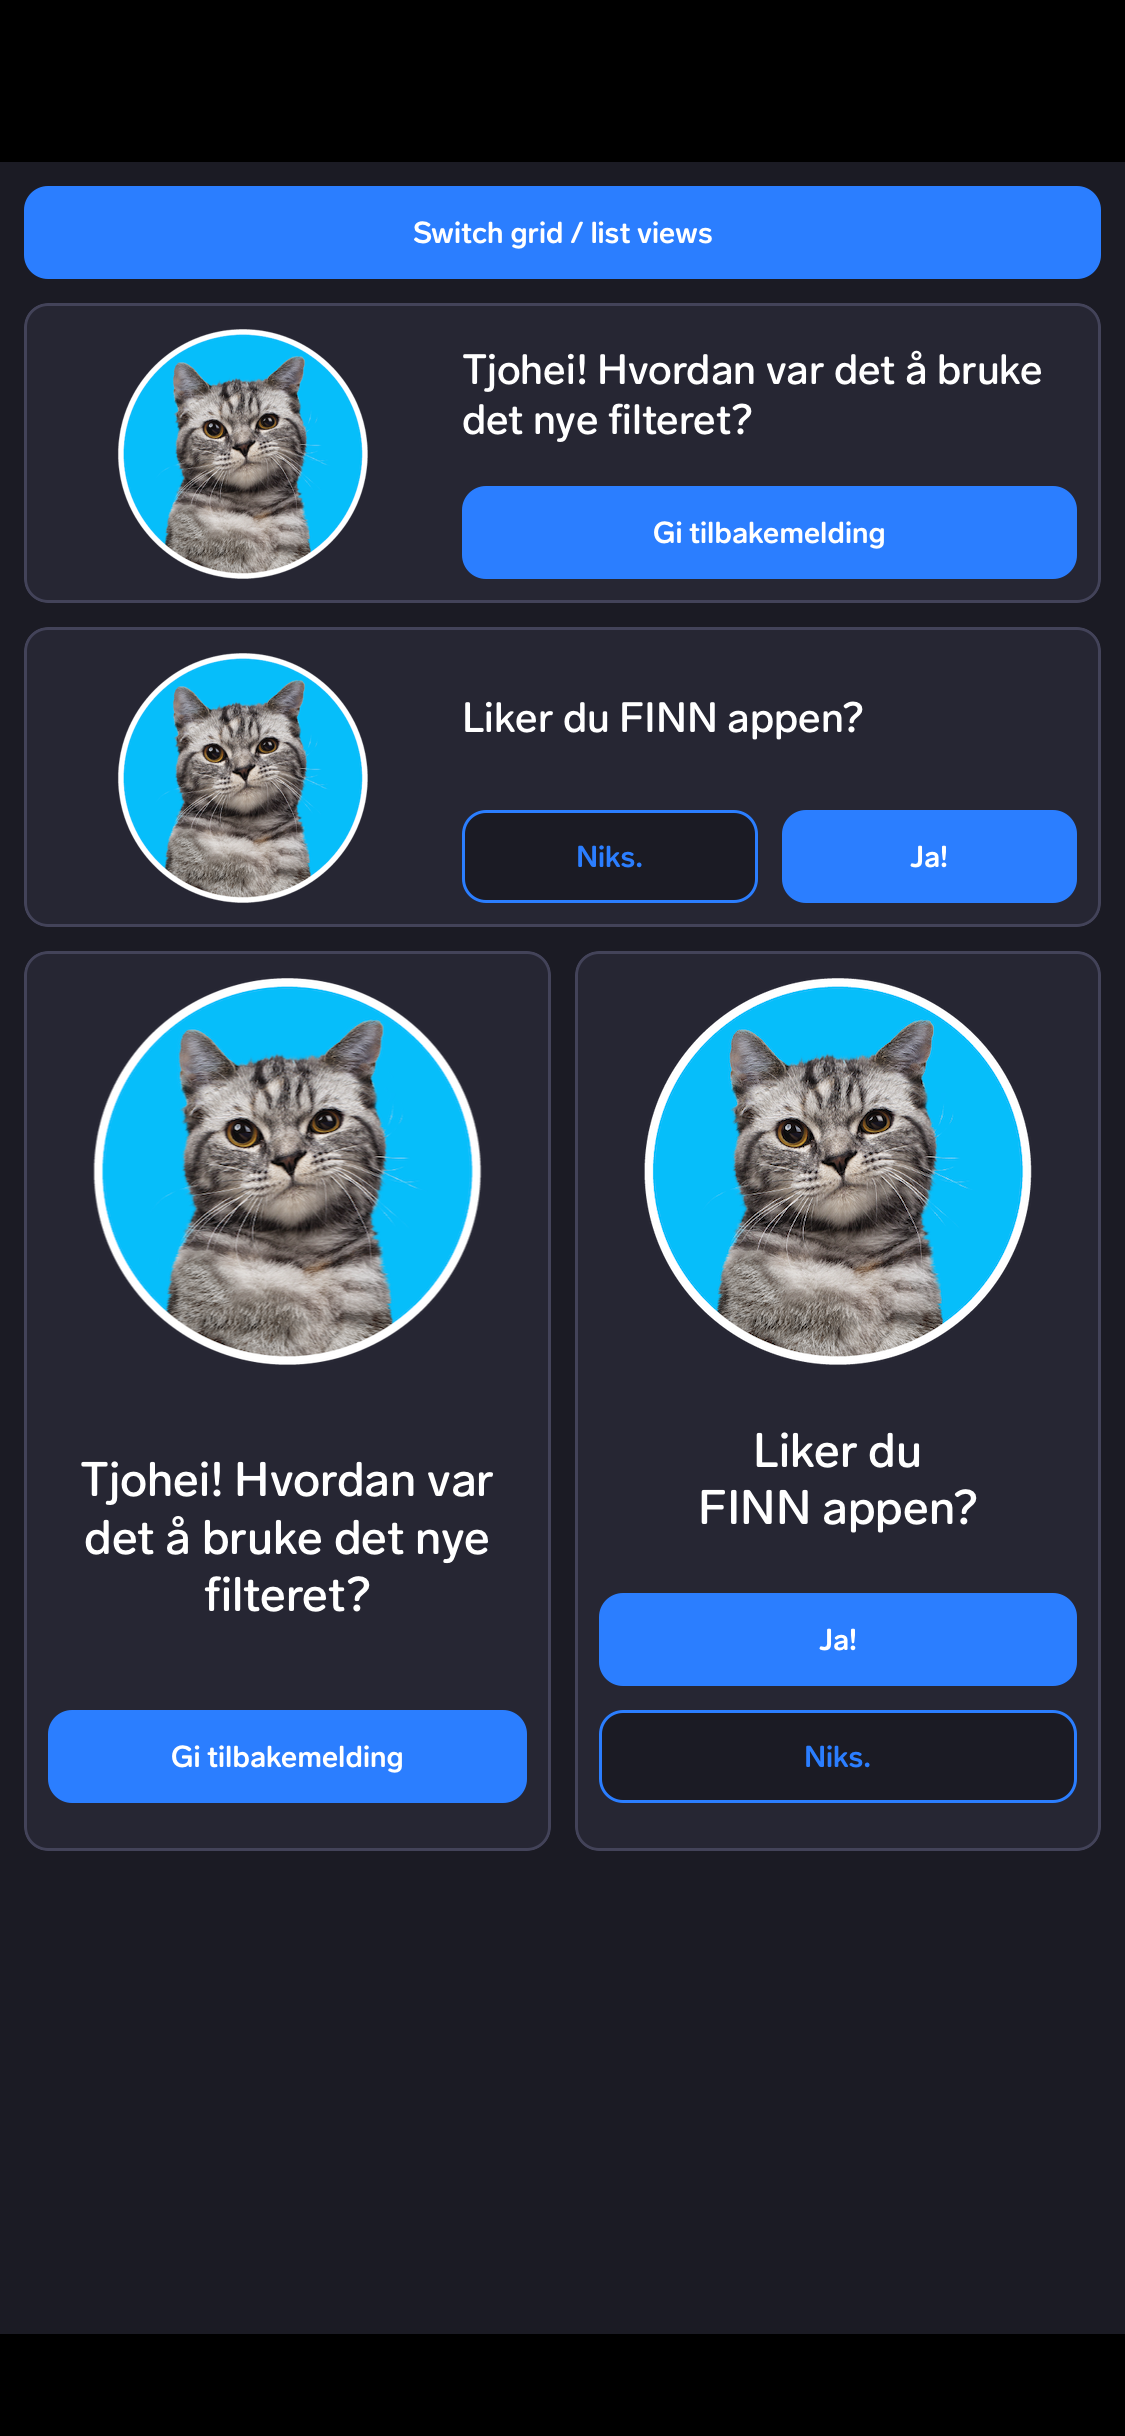 Switch grid / list views
Tjohei! Hvordan var det å bruke
det nye filteret?
Gi tilbakemelding
Liker du FINN appen?
Niks.
Ja!
Tjohei! Hvordan var
det å bruke det nye
filteret?
Gi tilbakemelding
Liker du
FINN appen?
Ja!
Niks.